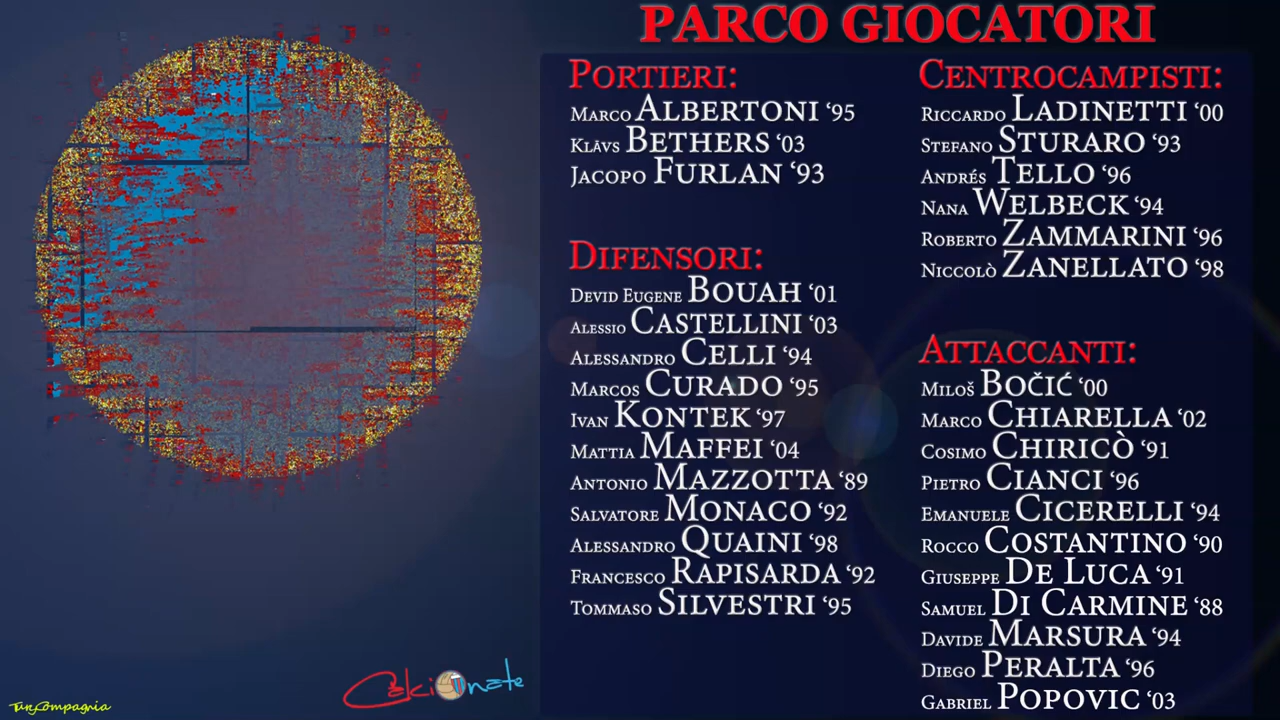 PARCO GIOCATORI
PORTIERI:
MARCO ALBERTONI ‘95
KLĀVS BETHERS ‘03
JACOPO FURLAN ‘93
DIFENSORI:
DEVID EUGENE BOUAH ‘01
ALESSIO CASTELLINI ‘03
ALESSANDRO CELLI ‘94
MARCOS CURADO ‘95
IVAN KONTEK ‘97
MATTIA MAFFEI ‘04
ANTONIO MAZZOTTA ‘89
SALVATORE MONACO ‘92
ALESSANDRO QUAINI ‘98
FRANCESCO RAPISARDA ‘92
TOMMASO SILVESTRI ‘95
CENTROCAMPISTI:
RICCARDO LADINETTI ‘00
STEFANO STURARO ‘93
ANDRÉS TELLO ‘96
NANA WELBECK ‘94
ROBERTO ZAMMARINI ‘96
NICCOLÒ ZANELLATO ‘98
ATTACCANTI:
MILOŠ BOČIĆ ‘00
MARCO CHIARELLA ‘02
COSIMO CHIRICÒ ‘91
PIETRO CIANCI ‘96
EMANUELE CICERELLI ‘94
ROCCO COSTANTINO ‘90
GIUSEPPE DE LUCA ‘91
SAMUEL DI CARMINE ‘88
DAVIDE MARSURA ‘94
DIEGO PERALTA ‘96
GABRIEL POPOVIC ‘03
Calcionate